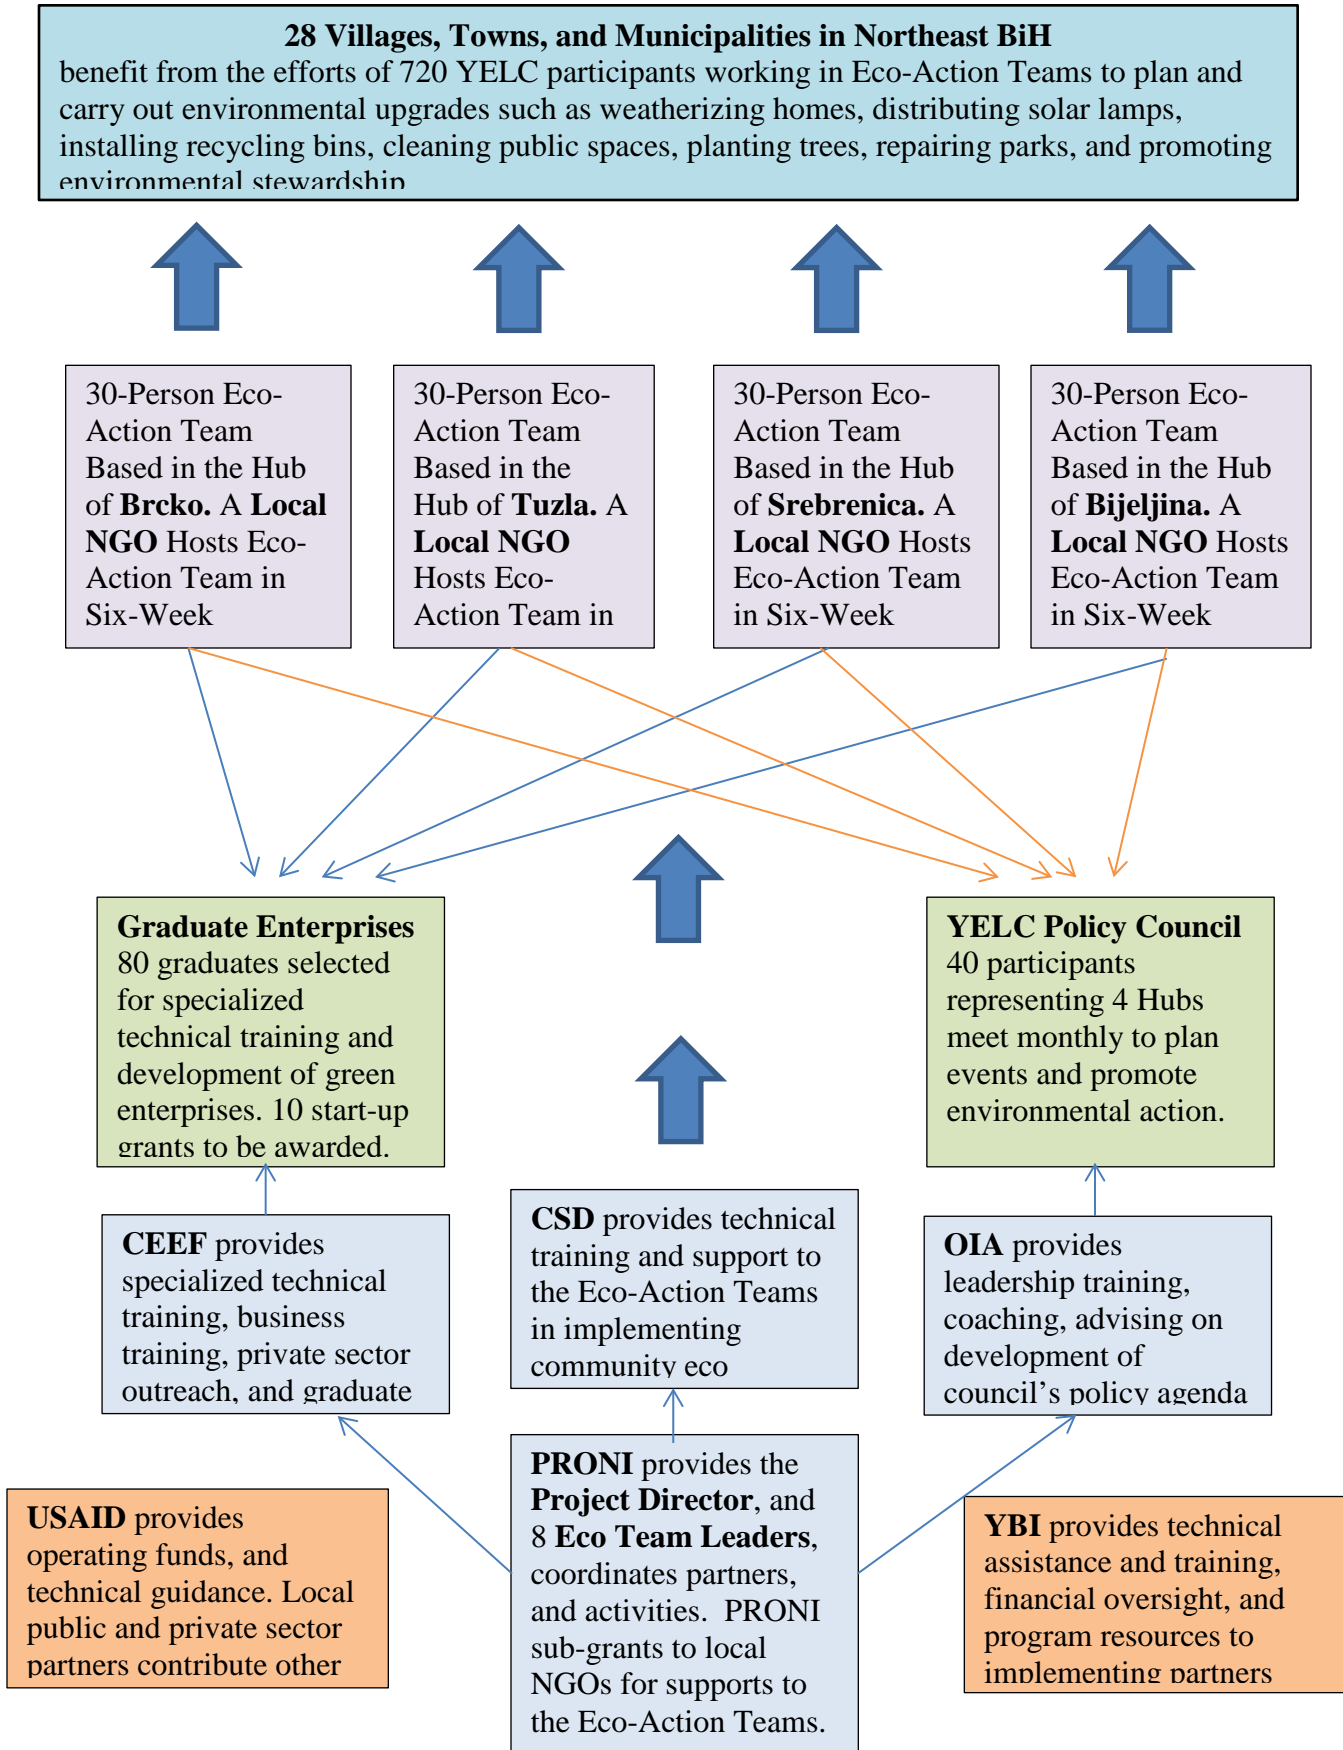 28 Villages, Towns, and Municipalities in Northeast BiH
benefit from the efforts of 720 YELC participants working in Eco-Action Teams to plan and
carry out environmental upgrades such as weatherizing homes, distributing solar lamps,
installing recycling bins, cleaning public spaces, planting trees, repairing parks, and promoting
environmental stewardship
30-Person Eco-
Action Team
Based in the Hub
of Brcko. A Local
NGO Hosts Eco-
Action Team in
Six-Week
30-Person Eco-
Action Team
Based in the
Hub of Tuzla. A
Local NGO
Hosts Eco-
Action Team in
30-Person Eco-
Action Team
Based in the Hub
of Srebrenica. A
Local NGO Hosts
Eco-Action Team
in Six-Week
30-Person Eco-
Action Team
Based in the Hub
of Bijeljina. A
Local NGO Hosts
Eco-Action Team
in Six-Week
Graduate Enterprises
80 graduates selected
for specialized
technical training and
development of green
enterprises. 10 start-up
grants to be awarded.
YELC Policy Council
40 participants
representing 4 Hubs
meet monthly to plan
events and promote
environmental action.
CEEF provides
specialized technical
training, business
training, private sector
outreach, and graduate
CSD provides technical
training and support to
the Eco-Action Teams
in implementing
community eco
OIA provides
leadership training,
coaching, advising on
development of
council’s policy agenda
USAID provides
operating funds, and
technical guidance. Local
public and private sector
partners contribute other
PRONI provides the
Project Director, and
8 Eco Team Leaders,
coordinates partners,
and activities.  PRONI
sub-grants to local
NGOs for supports to
the Eco-Action Teams.
YBI provides technical
assistance and training,
financial oversight, and
program resources to
implementing partners